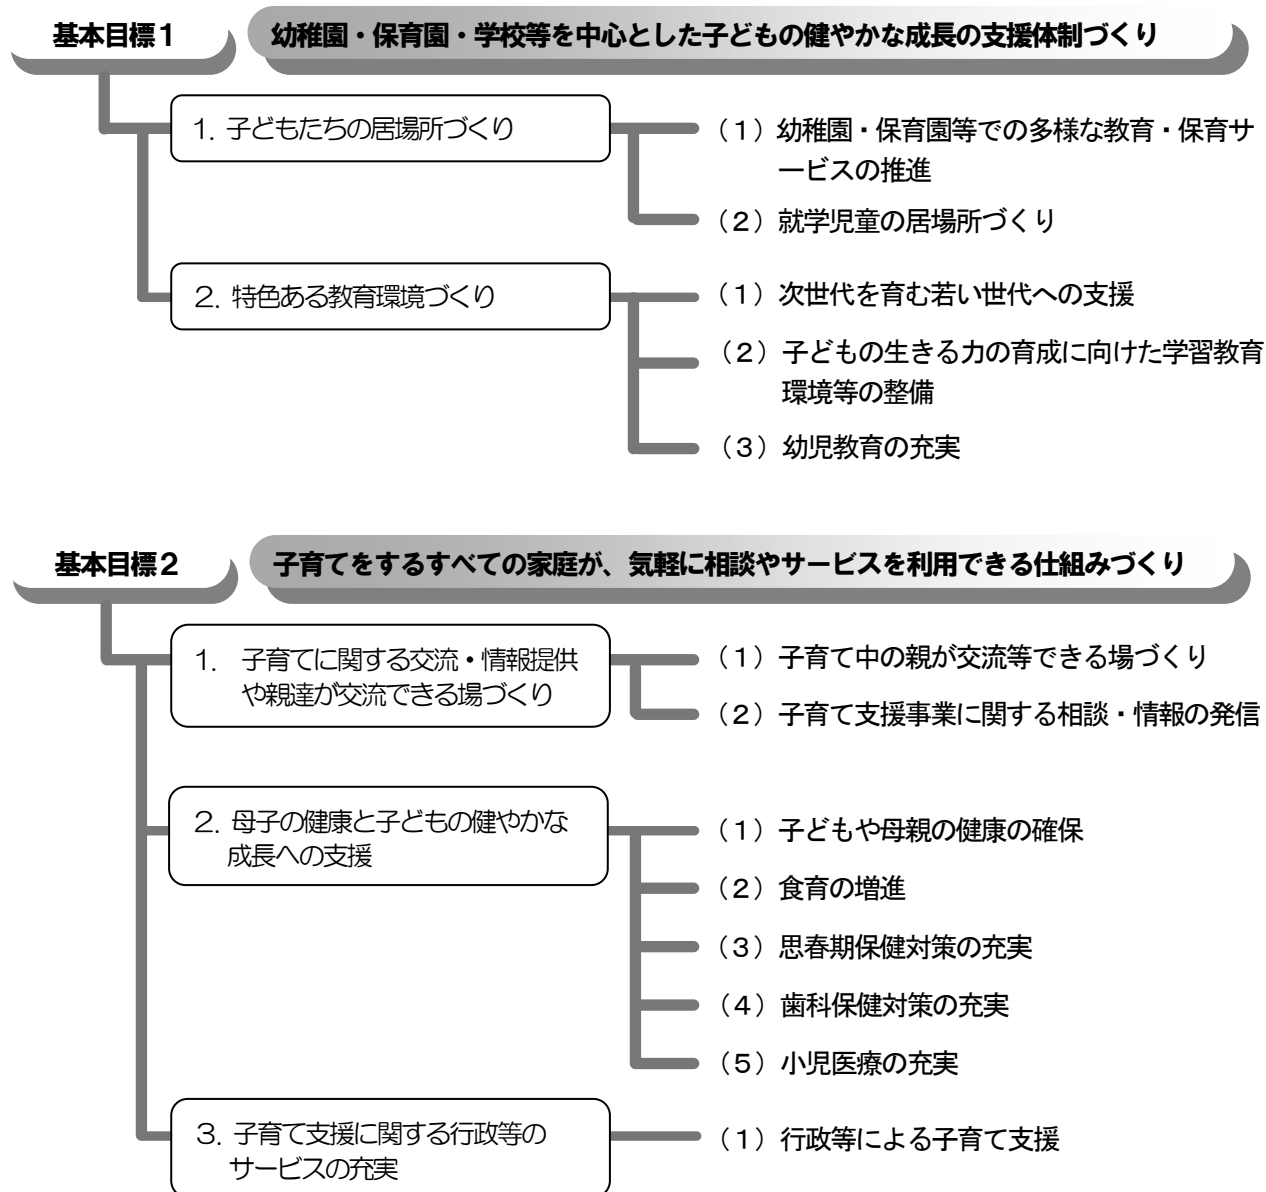 基本目標1
幼稚園・保育園・学校等を中心とした子どもの健やかな成長の支援体制づくり
1. 子どもたちの居場所づくり
（1）幼稚園・保育園等での多様な教育・保育サ
ービスの推進
（2）就学児童の居場所づくり
2. 特色ある教育環境づくり
（1）次世代を育む若い世代への支援
（2）子どもの生きる力の育成に向けた学習教育
環境等の整備
（3）幼児教育の充実
基本目標2
子育てをするすべての家庭が、気軽に相談やサービスを利用できる仕組みづくり
1. 子育てに関する交流・情報提供
や親達が交流できる場づくり
（1）子育て中の親が交流等できる場づくり
（2）子育て支援事業に関する相談・情報の発信
2. 母子の健康と子どもの健やかな
成長への支援
（1）子どもや母親の健康の確保
（2）食育の増進
（3）思春期保健対策の充実
（4）歯科保健対策の充実
（5）小児医療の充実
3. 子育て支援に関する行政等の
サービスの充実
（1）行政等による子育て支援